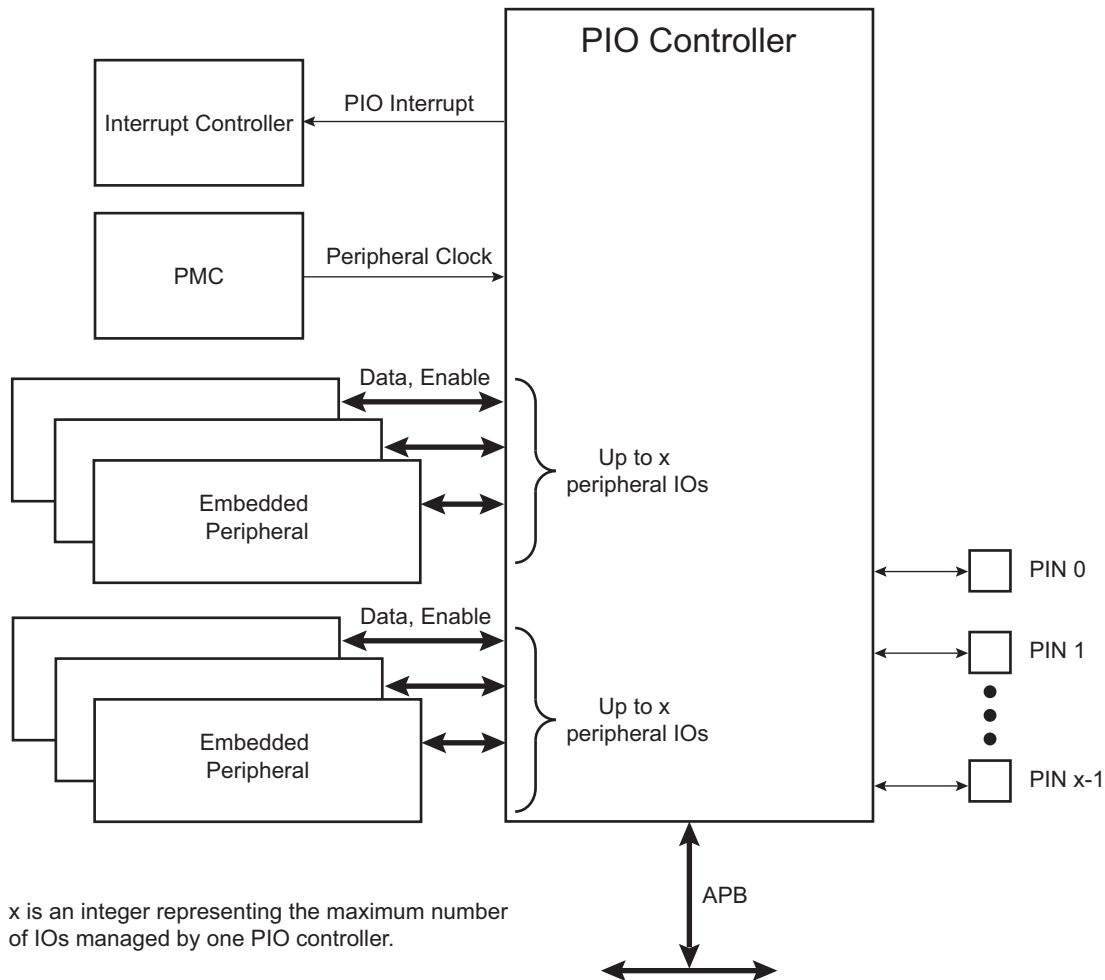 PIO Controller
PIO Interrupt
Interrupt Controller
Peripheral Clock
PMC
Data, Enable
Up to x
peripheral IOs
Embedded
Peripheral
PIN 0
Data, Enable
PIN 1
Up to x
peripheral IOs
Embedded
Peripheral
PIN x-1
APB
x is an integer representing the maximum number
of IOs managed by one PIO controller.